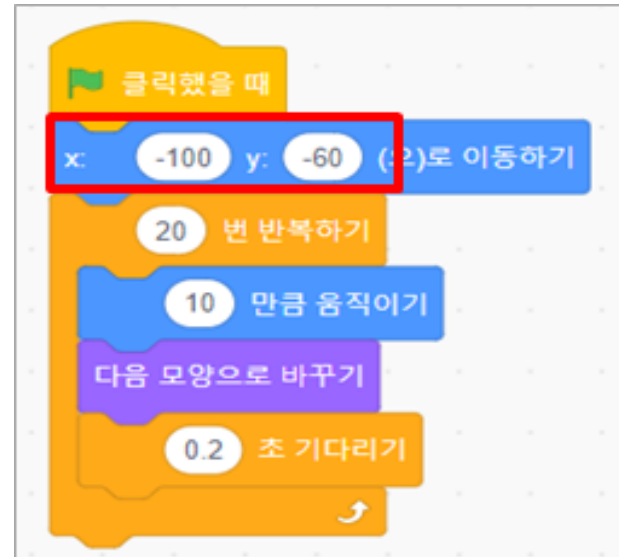 클릭했을 때
x: -100 y: -60 (으)로 이동하기
20 번 반복하기
10 만큼 움직이기
다음 모양으로 바꾸기
0.2 초 기다리기